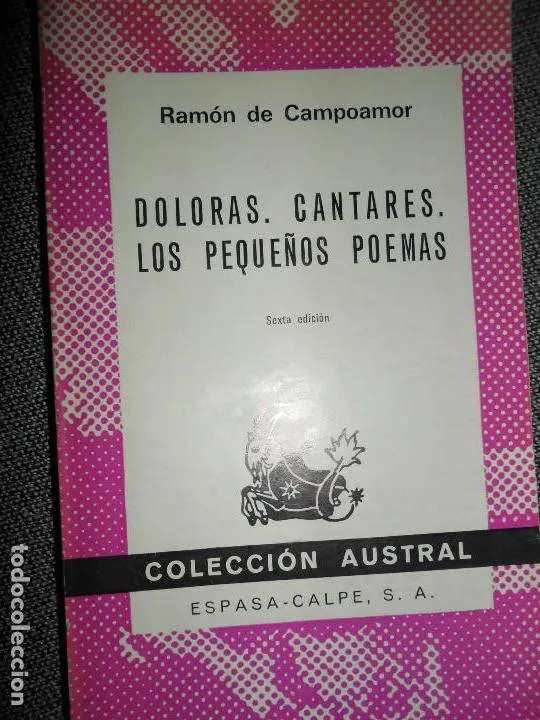 Ramón de Campoamor
DOLORAS. CANTARES.
LOS PEQUEÑOS POEMAS
Sexta edición
COLECCIÓN AUSTRAL
ESPASA-CALPE, S. A.
todocoleccion